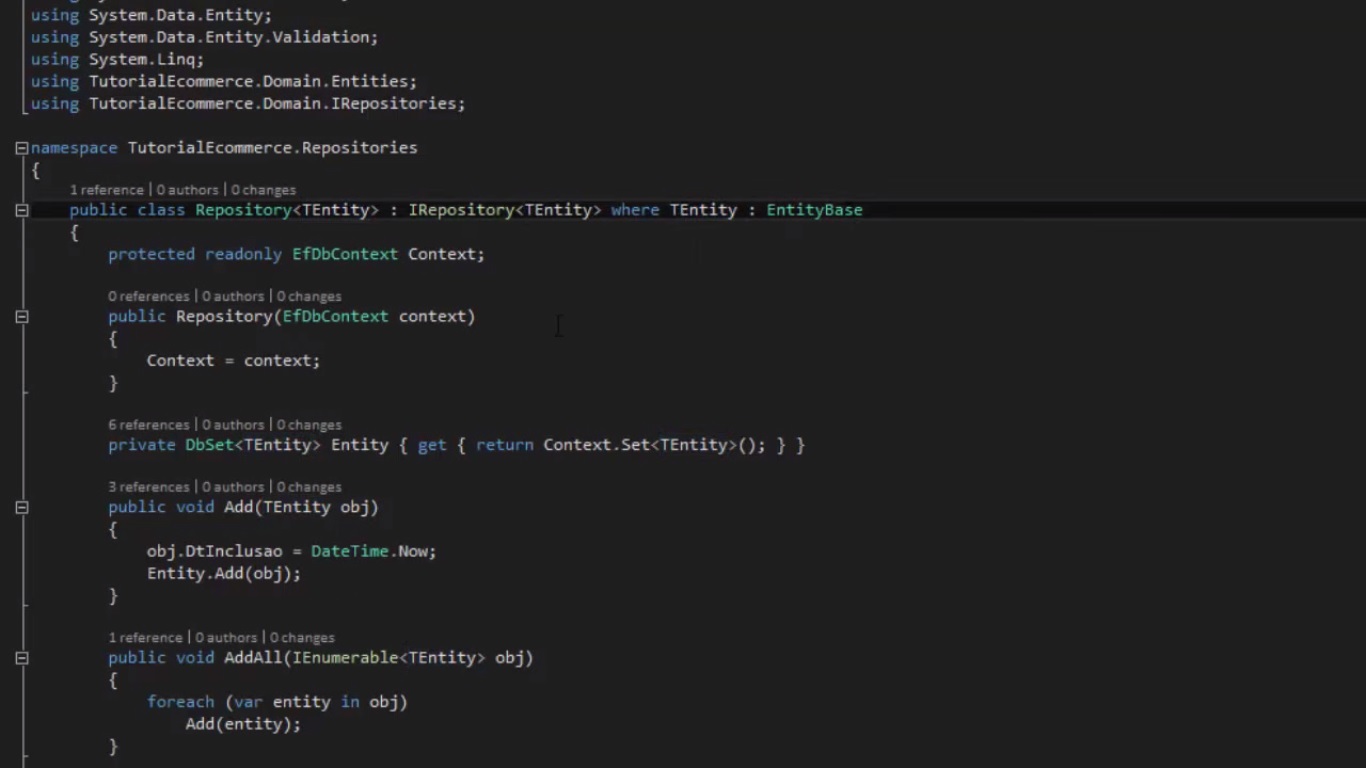 using System.Data.Entity;
using System.Data.Entity.Validation;
using System.Linq;
using TutorialEcommerce.Domain.Entities;
using TutorialEcommerce.Domain.IRepositories;
namespace TutorialEcommerce.Repositories
{
1 reference | 0 authors | 0 changes
public class Repository<TEntity> : IRepository<TEntity> where TEntity : EntityBase
{
protected readonly EfDbContext Context;
0 references | 0 authors | 0 changes
public Repository(EfDbContext context)
{
Context = context;
}
6 references | 0 authors | 0 changes
private DbSet<TEntity> Entity { get { return Context.Set<TEntity>(); } }
3 references | 0 authors | 0 changes
public void Add(TEntity obj)
{
obj.DtInclusao = DateTime.Now;
Entity.Add(obj);
}
1 reference | 0 authors | 0 changes
public void AddAll(IEnumerable<TEntity> obj)
{
foreach (var entity in obj)
Add(entity);
}